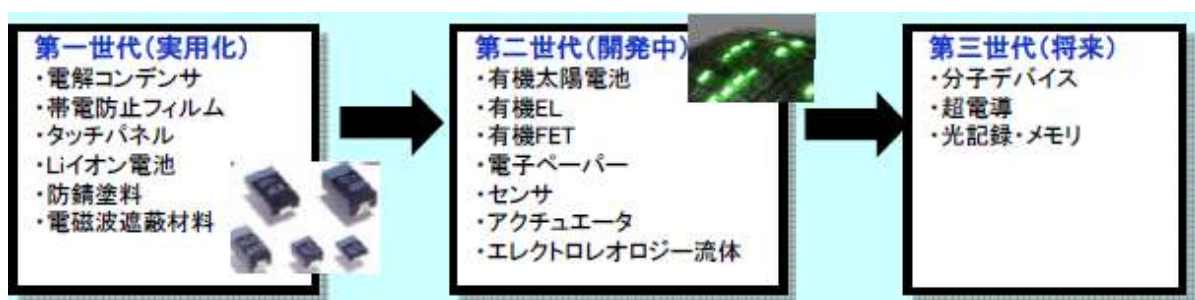 第一世代(実用化)
・電解コンデンサ
・帯電防止フィルム
・タッチパネル
・Liイオン電池
・防錆塗料
・電磁波遮蔽材料
第二世代(開発中)
・有機太陽電池
・有機EL
・有機FET
・電子ペーパー
・センサ
・アクチュエータ
・エレクトロレオロジー流体
第三世代(将来)
・分子デバイス
・超電導
・光記録・メモリ